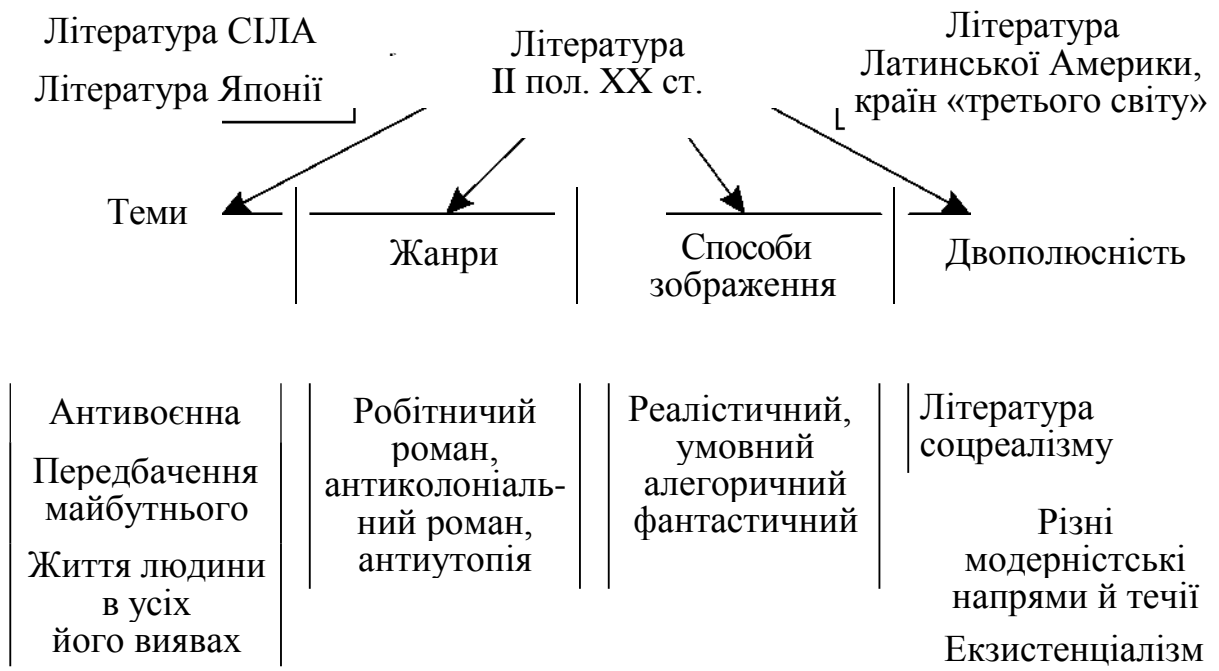 Література СІЛА
Література Японії
Література
ІІ пол. ХХ ст.
Література
Латинської Америки,
країн «третього світу»
Теми
Жанри
Способи
зображення
Двополюсність
Антивоєнна
Передбачення
майбутнього
Життя людини
в усіх
його виявах
Робітничий
роман,
антиколоніаль-
ний роман,
антиутопія
Реалістичний,
умовний
алегоричний
фантастичний
Література
соцреалізму
Різні
модерністські
напрями й течії
Екзистенціалізм